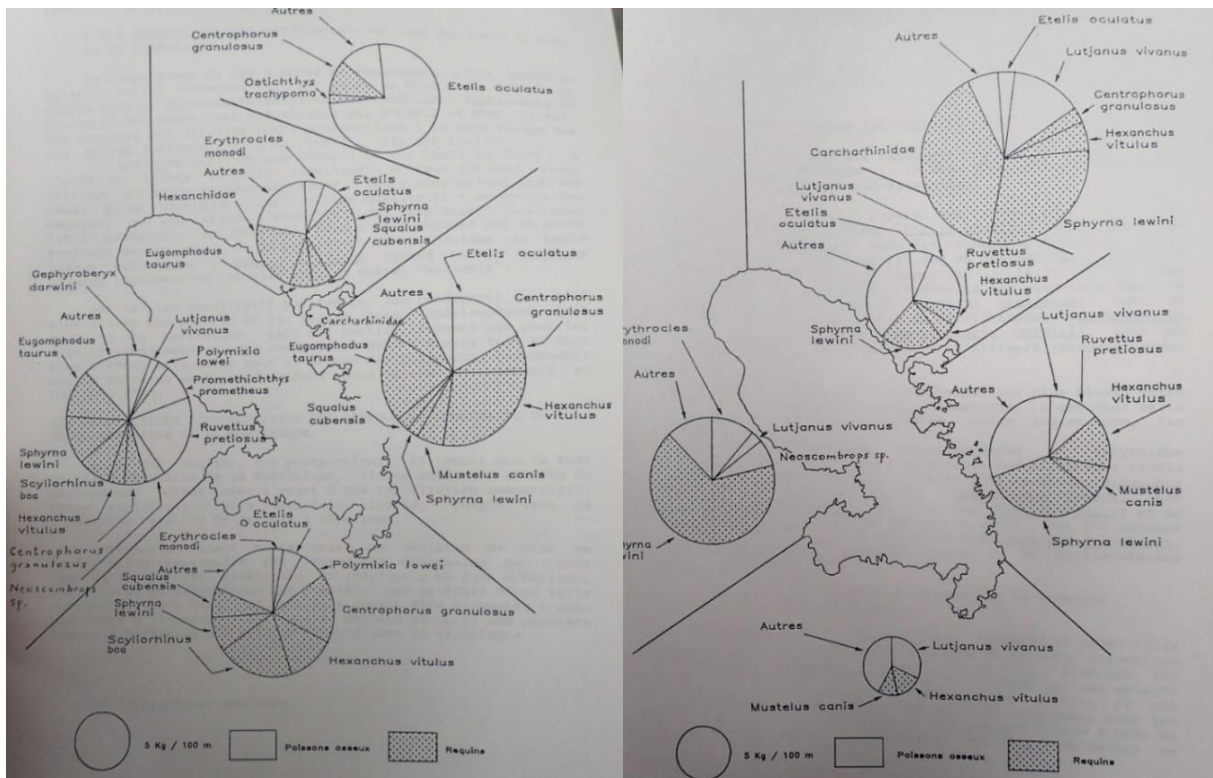 Autres
Centrophorus
granulosus
Ostichthys
trachypoma
Etelis oculatus
Erythrocles
monodi
Autres
Hexanchidae
Etelis
oculatus
Sphyrna
lewini
Squalus
cubensis
Eugomphodus
taurus
Gephyroberyx
darwini
Autres
Eugomphodus
taurus
Lutjanus
vivanus
Polymixia
lowei
Promethichthys
prometheus
Ruvettus
pretiosus
Sphyrna
lewini
Scyliorhinus
boa
Hexanchus
vitulus
Centrophorus
granulosus
Neoscombrops
sp.
Etelis oculatus
Autres
Carcharhinidae
Eugomphodus
taurus
Centrophorus
granulosus
Hexanchus
vitulus
Squalus
cubensis
Mustelus canis
Sphyrna lewini
Etelis
oculatus
Erythrocles
monodi
Autres
Squalus
cubensis
Sphyrna
lewini
Scyliorhinus
boa
Polymixia lowei
Centrophorus granulosus
Hexanchus vitulus
5 Kg / 100 m
Poissons osseux
Requins
Etelis oculatus
Autres
Lutjanus vivanus
Centrophorus
granulosus
Hexanchus
vitulus
Carcharhinidae
Sphyrna lewini
Lutjanus
vivanus
Etelis
oculatus
Autres
Ruvettus
pretiosus
Hexanchus
vitulus
Sphyrna
lewini
rythrocles
onodi
Autres
Lutjanus vivanus
Neoscombrops sp.
hyrna
wini
Lutjanus vivanus
Ruvettus
pretiosus
Autres
Hexanchus
vitulus
Mustelus
canis
Sphyrna lewini
Autres
Lutjanus vivanus
Hexanchus vitulus
Mustelus canis
5 Kg / 100 m
Poissons osseux
Requins